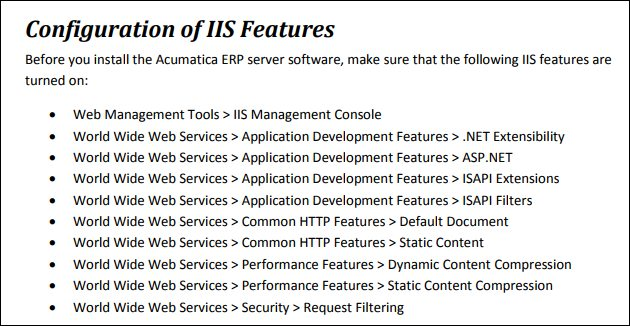 Configuration of IIS Features
Before you install the Acumatica ERP server software, make sure that the following IIS features are
turned on:
• Web Management Tools > IIS Management Console
• World Wide Web Services > Application Development Features > .NET Extensibility
• World Wide Web Services > Application Development Features > ASP.NET
• World Wide Web Services > Application Development Features > ISAPI Extensions
• World Wide Web Services > Application Development Features > ISAPI Filters
• World Wide Web Services > Common HTTP Features > Default Document
• World Wide Web Services > Common HTTP Features > Static Content
• World Wide Web Services > Performance Features > Dynamic Content Compression
• World Wide Web Services > Performance Features > Static Content Compression
• World Wide Web Services > Security > Request Filtering